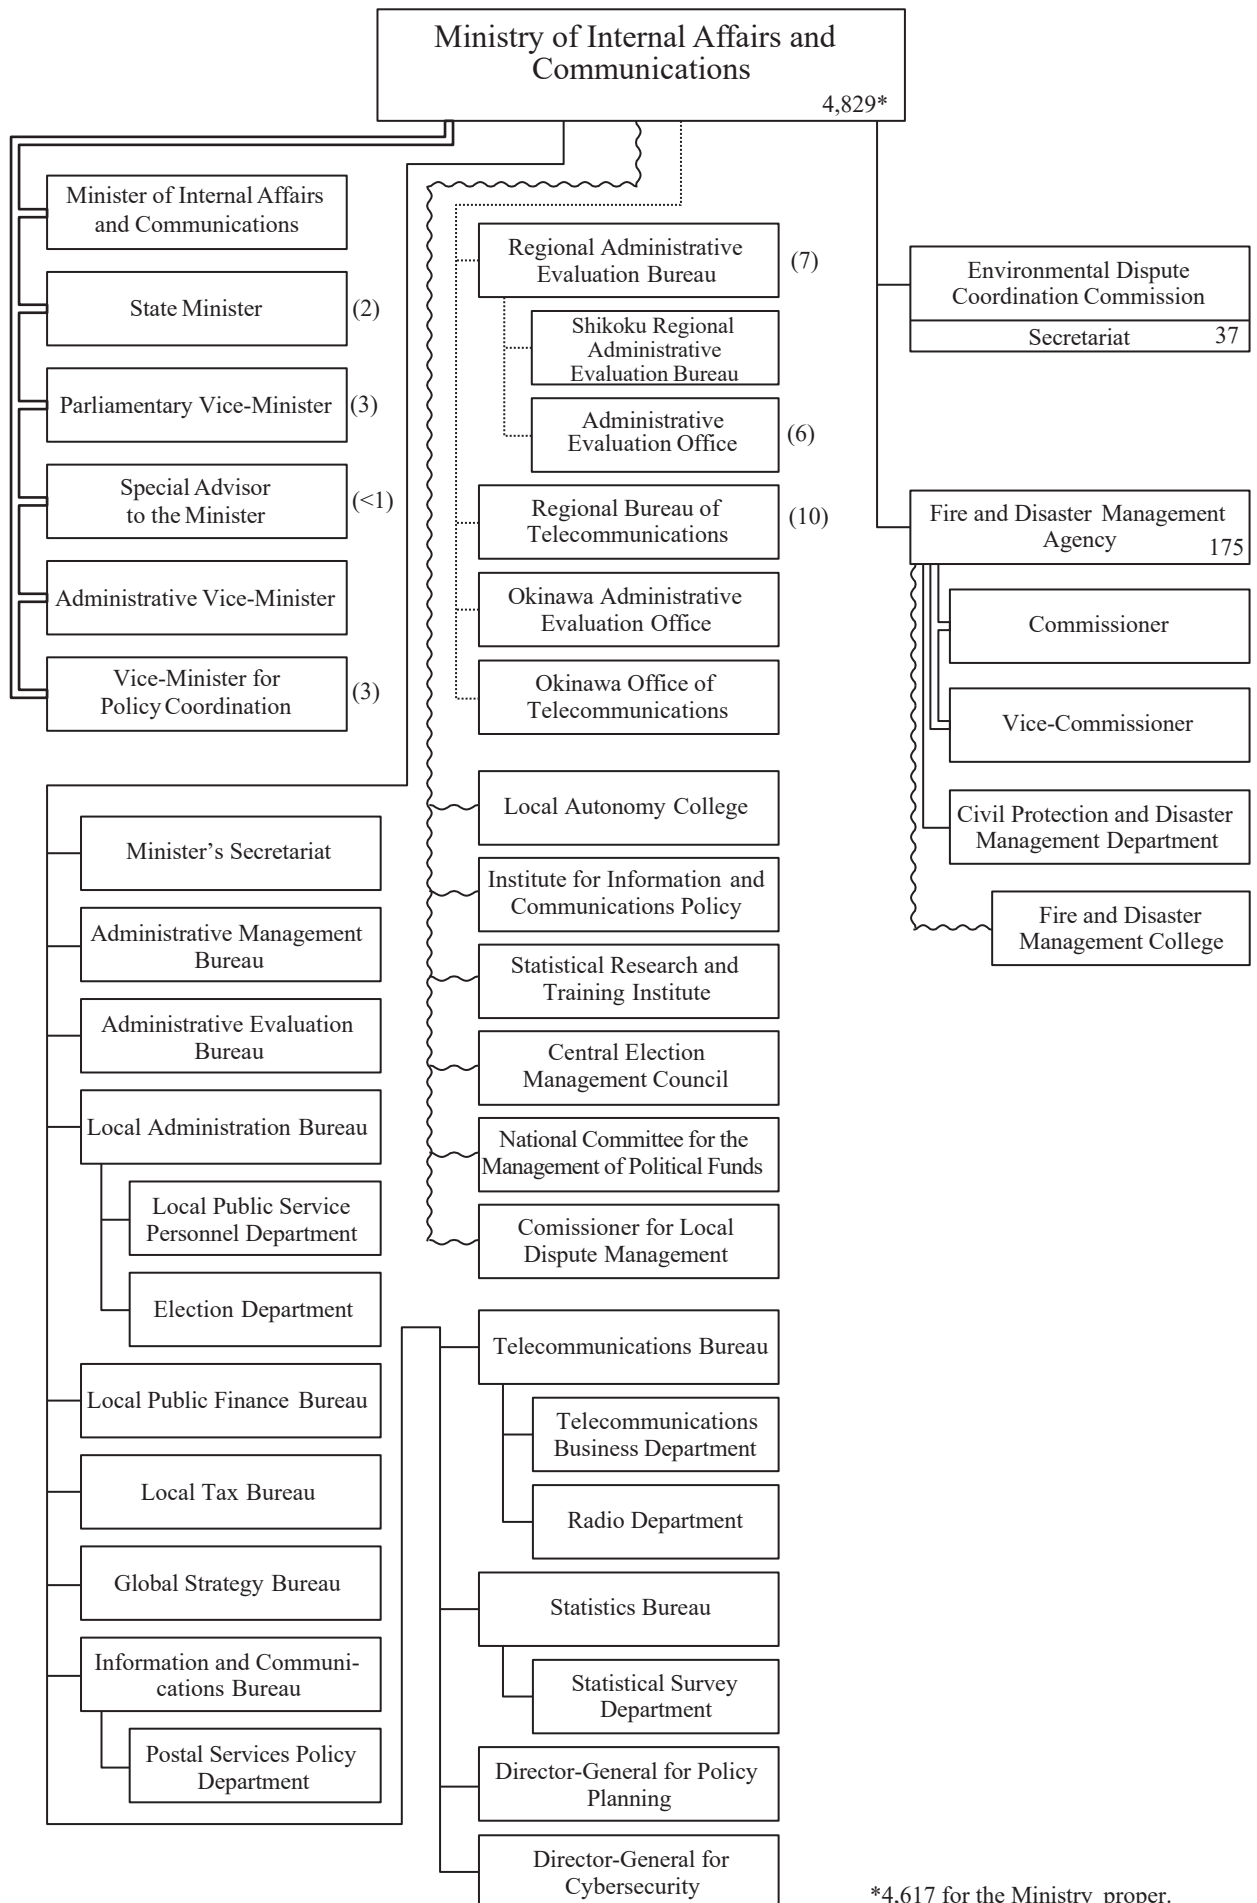 Ministry of Internal Affairs and
Communications
4,829*
Minister of Internal Affairs
and Communications
State Minister
(2)
Parliamentary Vice-Minister
(3)
Special Advisor
to the Minister
(<1)
Administrative Vice-Minister
Vice-Minister for
Policy Coordination
(3)
Minister's Secretariat
Administrative Management
Bureau
Administrative Evaluation
Bureau
Local Administration Bureau
Local Public Service
Personnel Department
Election Department
Local Public Finance Bureau
Local Tax Bureau
Global Strategy Bureau
Information and Communi-
cations Bureau
Postal Services Policy
Department
Regional Administrative
Evaluation Bureau
(7)
Shikoku Regional
Administrative
Evaluation Bureau
Administrative
Evaluation Office
(6)
Regional Bureau of
Telecommunications
(10)
Okinawa Administrative
Evaluation Office
Okinawa Office of
Telecommunications
Local Autonomy College
Institute for Information and
Communications Policy
Statistical Research and
Training Institute
Central Election
Management Council
National Committee for the
Management of Political Funds
Comissioner for Local
Dispute Management
Telecommunications Bureau
Telecommunications
Business Department
Radio Department
Statistics Bureau
Statistical Survey
Department
Director-General for Policy
Planning
Director-General for
Cybersecurity
Environmental Dispute
Coordination Commission
Secretariat 37
Fire and Disaster Management
Agency
175
Commissioner
Vice-Commissioner
Civil Protection and Disaster
Management Department
Fire and Disaster
Management College
*4,617 for the Ministry proper.